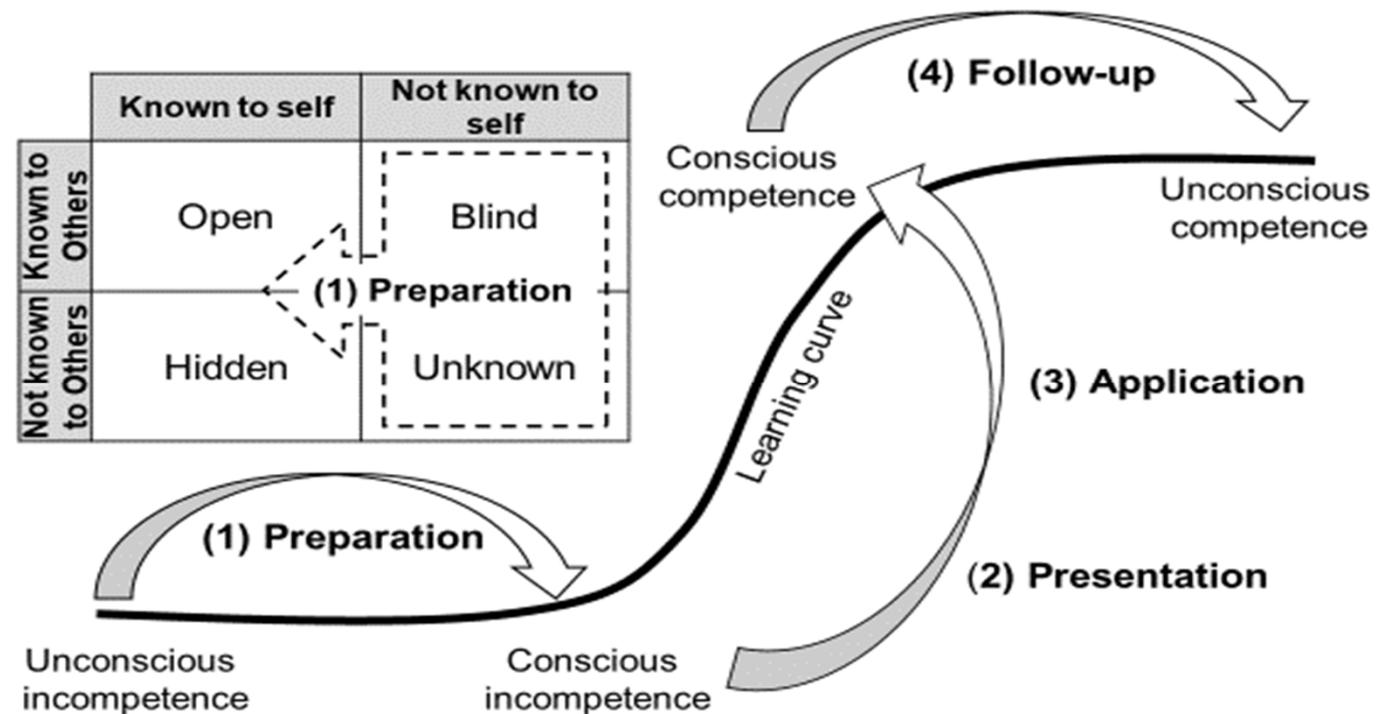 Known to self
Not known to
self
Known to
Others
Open
Blind
(1) Preparation
Not known
to Others
Hidden
Unknown
(4) Follow-up
Conscious
competence
Unconscious
competence
Learning curve
(3) Application
(2) Presentation
(1) Preparation
Unconscious
incompetence
Conscious
incompetence